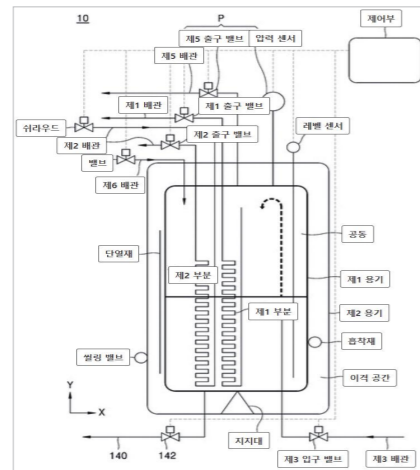 10
P
제어부
제5 출구 밸브
압력 센서
제5 배관
제1 배관
제1 출구 밸브
쉬라우드
제2 출구 밸브
레벨 센서
제2 배관
밸브
제6 배관
단열재
공동
제2 부분
제1 용기
제1 부분
제2 용기
흡착재
씰링 밸브
이격 공간
Y
X
지지대
140
142
제3 입구 밸브
제3 배관